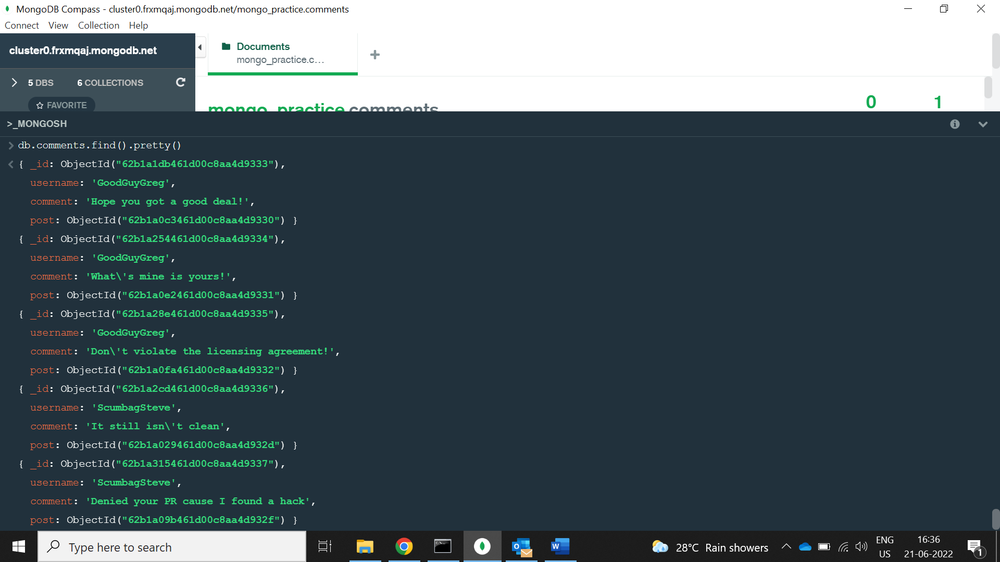 MongoDB Compass - cluster0.frxmqaj.mongodb.net/mongo_practice.comments
Connect View Collection Help
cluster0.frxmqaj.mongodb.net
Documents
mongo_practice.c...
5 DBS 6 COLLECTIONS
FAVORITE
mongo_practice.comments
0 1
>_MONGOSH
> db.comments.find().pretty()
< { _id: ObjectId("62b1a1db461d00c8aa4d9333"),
username: 'GoodGuyGreg',
comment: 'Hope you got a good deal!',
post: ObjectId("62b1a0c3461d00c8aa4d9330") }
{ _id: ObjectId("62b1a254461d00c8aa4d9334"),
username: 'GoodGuyGreg',
comment: 'What\'s mine is yours!',
post: ObjectId("62b1a0e2461d00c8aa4d9331") }
{ _id: ObjectId("62b1a28e461d00c8aa4d9335"),
username: 'GoodGuyGreg',
comment: 'Don\'t violate the licensing agreement!',
post: ObjectId("62b1a0fa461d00c8aa4d9332") }
{ _id: ObjectId("62b1a2cd461d00c8aa4d9336"),
username: 'ScumbagSteve',
comment: 'It still isn\'t clean',
post: ObjectId("62b1a029461d00c8aa4d932d") }
{ _id: ObjectId("62b1a315461d00c8aa4d9337"),
username: 'ScumbagSteve',
comment: 'Denied your PR cause I found a hack',
post: ObjectId("62b1a09b461d00c8aa4d932f") }
Type here to search
28°C Rain showers
ENG
US
16:36
21-06-2022
1